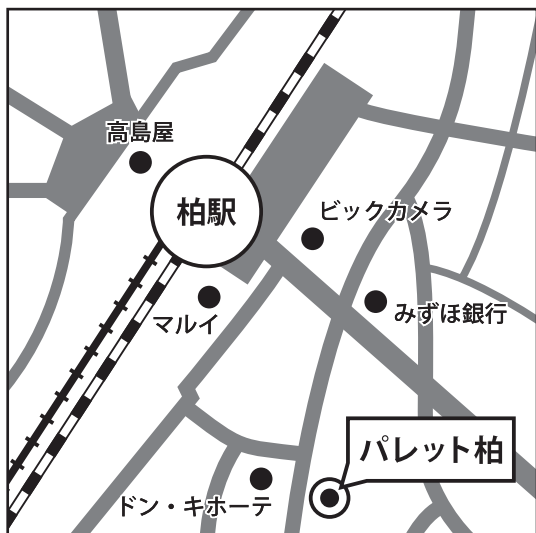 高島屋
柏駅
ビックカメラ
マルイ
みずほ銀行
パレット柏
ドン・キホーテ